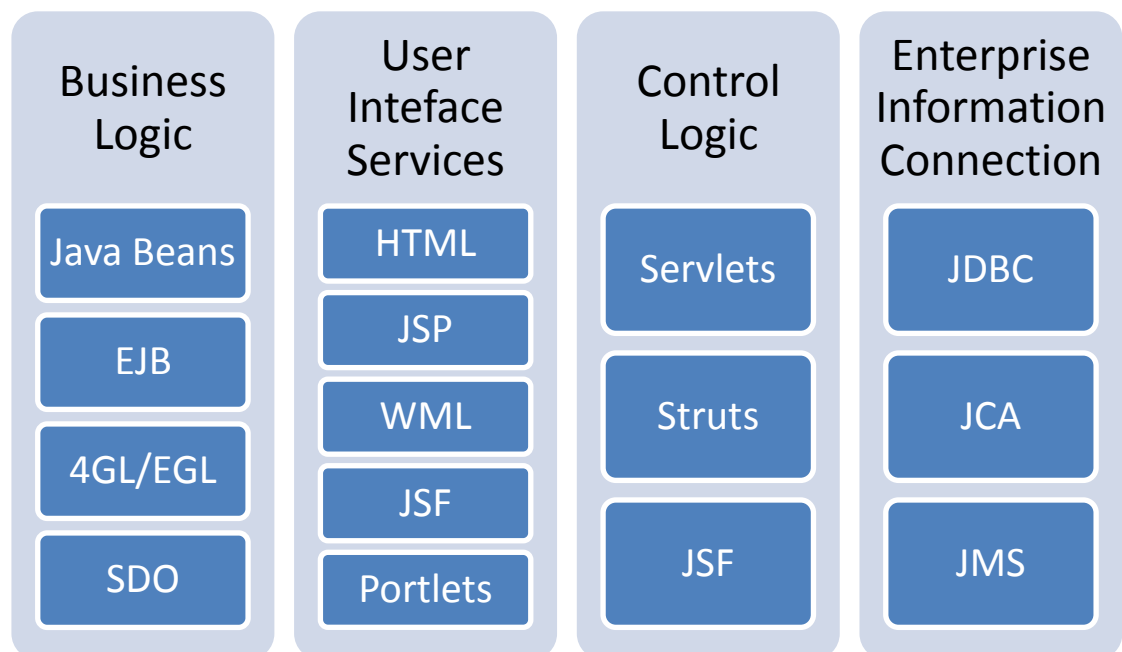 Business
Logic
Java Beans
EJB
4GL/EGL
SDO
User
Inteface
Services
HTML
JSP
WML
JSF
Portlets
Control
Logic
Servlets
Struts
JSF
Enterprise
Information
Connection
JDBC
JCA
JMS